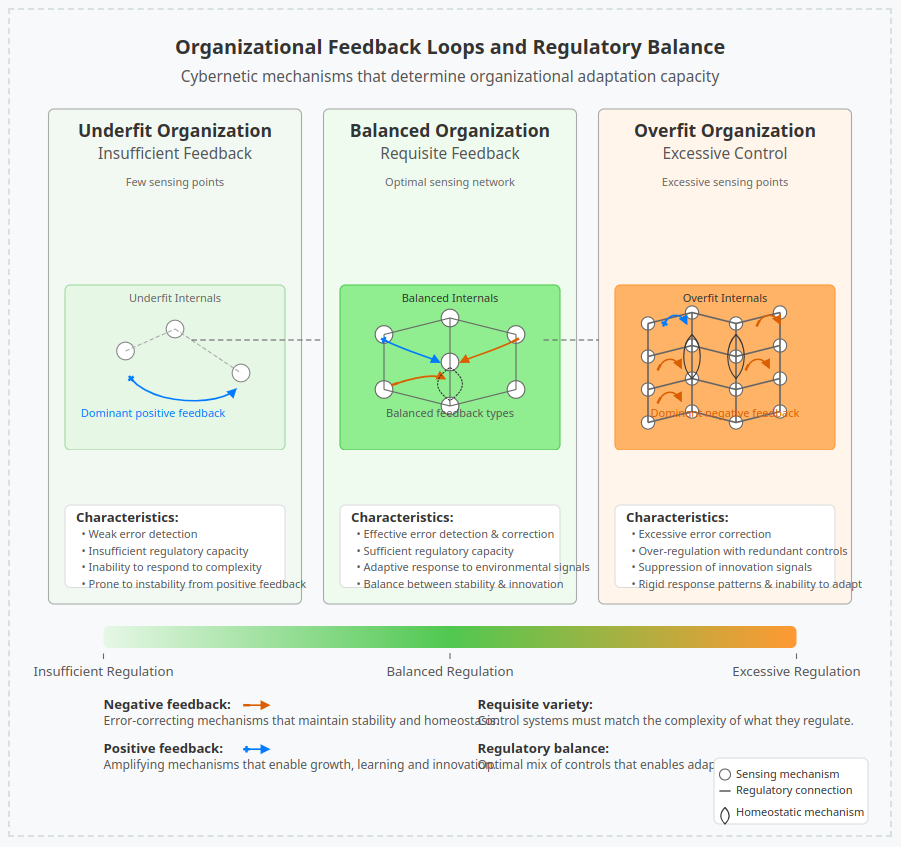 Organizational Feedback Loops and Regulatory Balance
Cybernetic mechanisms that determine organizational adaptation capacity
Underfit Organization
Insufficient Feedback
Few sensing points
Underfit Internals
Dominant positive feedback
Characteristics:
• Weak error detection
• Insufficient regulatory capacity
• Inability to respond to complexity
• Prone to instability from positive feedback
Balanced Organization
Requisite Feedback
Optimal sensing network
Balanced Internals
Balanced feedback types
Characteristics:
• Effective error detection & correction
• Sufficient regulatory capacity
• Adaptive response to environmental signals
• Balance between stability & innovation
Overfit Organization
Excessive Control
Excessive sensing points
Overfit Internals
Dominant negative feedback
Characteristics:
• Excessive error correction
• Over-regulation with redundant controls
• Suppression of innovation signals
• Rigid response patterns & inability to adapt
Insufficient Regulation
Balanced Regulation
Excessive Regulation
Negative feedback:
Error-correcting mechanisms that maintain stability and homeostasis.
Positive feedback:
Amplifying mechanisms that enable growth, learning and innovation.
Requisite variety:
Control systems must match the complexity of what they regulate.
Regulatory balance:
Optimal mix of controls that enables
Sensing mechanism
Regulatory connection
Homeostatic mechanism